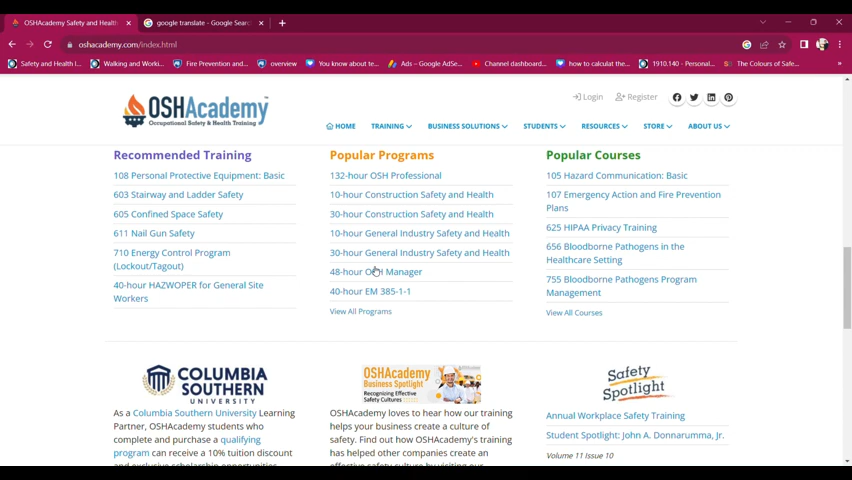 OSHAcademy Safety and Health
google translate - Google Sear
oshacademy.com/index.html
Safety and Health I...
Walking and Worki...
Fire Prevention and...
overview
You know about te...
Ads – Google AdSe...
Channel dashboard...
how to calculat the...
1910.140 - Personal...
The Colours of Safe...
OSHAcademy
Occupational Safety & Health Training
Login
Register
HOME
TRAINING
BUSINESS SOLUTIONS
STUDENTS
RESOURCES
STORE
ABOUT US
Recommended Training
108 Personal Protective Equipment: Basic
603 Stairway and Ladder Safety
605 Confined Space Safety
611 Nail Gun Safety
710 Energy Control Program
(Lockout/Tagout)
40-hour HAZWOPER for General Site
Workers
Popular Programs
132-hour OSH Professional
10-hour Construction Safety and Health
30-hour Construction Safety and Health
10-hour General Industry Safety and Health
30-hour General Industry Safety and Health
48-hour OSH Manager
40-hour EM 385-1-1
View All Programs
Popular Courses
105 Hazard Communication: Basic
107 Emergency Action and Fire Prevention
Plans
625 HIPAA Privacy Training
656 Bloodborne Pathogens in the
Healthcare Setting
755 Bloodborne Pathogens Program
Management
View All Courses
COLUMBIA
SOUTHERN
UNIVERSITY
As a Columbia Southern University Learning
Partner, OSHAcademy students who
complete and purchase a qualifying
program can receive a 10% tuition discount
and exclusive scholarship opportunities
OSHAcademy
Business Spotlight
Recognizing Effective
Safety Cultures
OSHAcademy loves to hear how our training
helps your business create a culture of
safety. Find out how OSHAcademy's training
has helped other companies create an
effective safety culture by visiting our
Safety
Spotlight
Annual Workplace Safety Training
Student Spotlight: John A. Donnarumma, Jr.
Volume 11 Issue 10